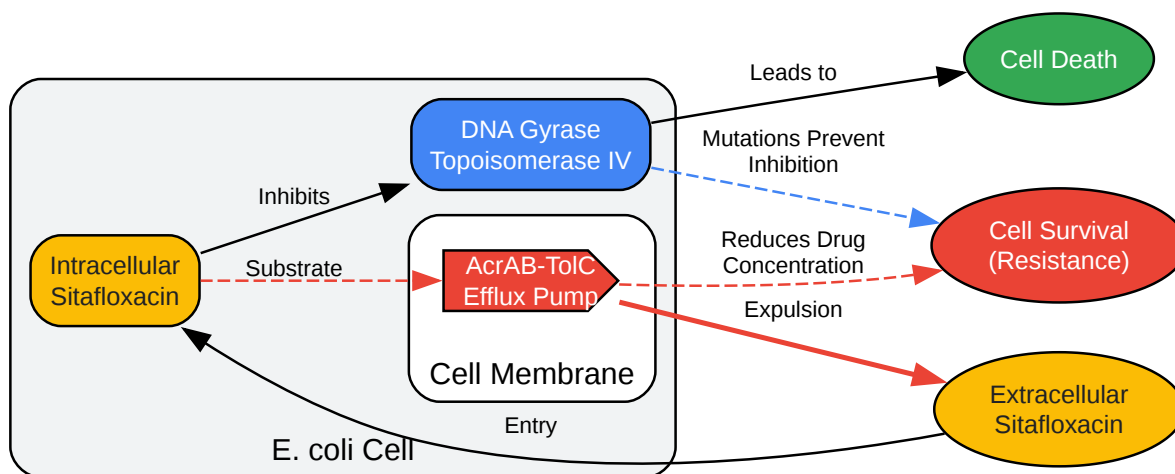 Cell Death
Leads to
DNA Gyrase
Topoisomerase IV
Mutations Prevent
Inhibition
Inhibits
Cell Survival
(Resistance)
Intracellular
Sitafloxacin
Substrate
AcrAB-TolC
Efflux Pump
Reduces Drug
Concentration
Expulsion
Cell Membrane
Extracellular
Sitafloxacin
Entry
E. coli Cell